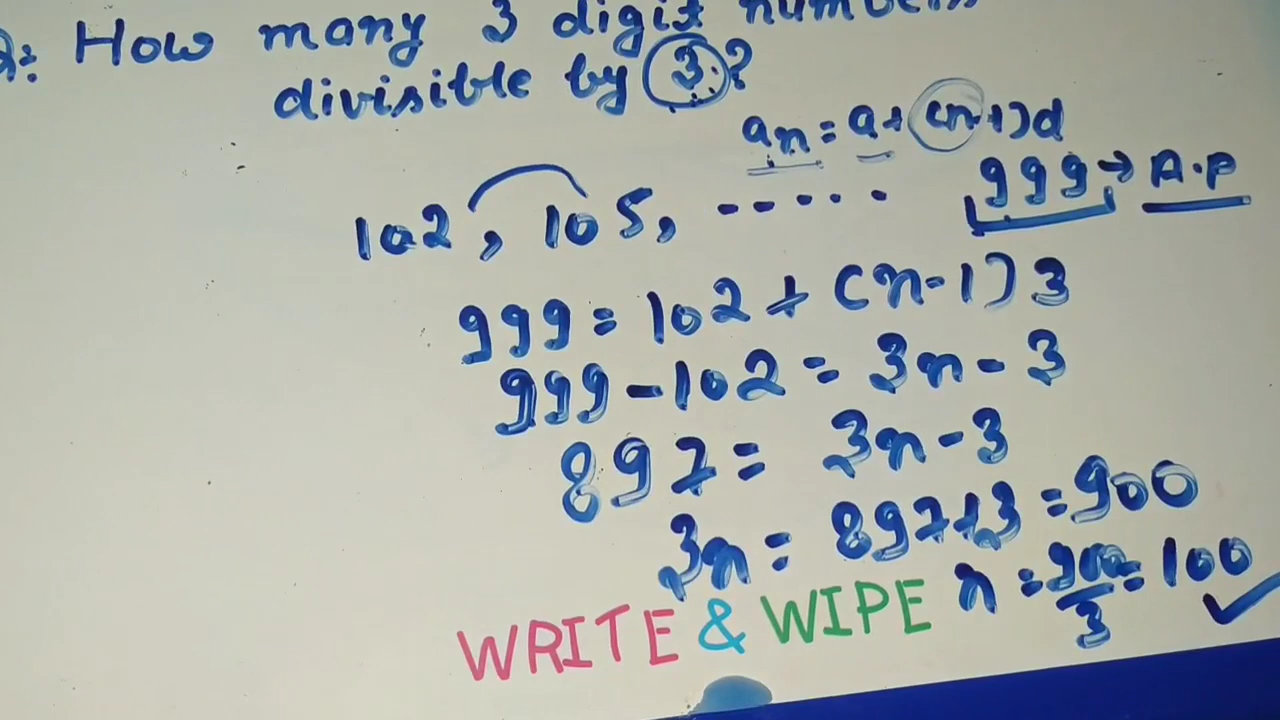 Q: How many 3 digit numbers
divisible by 3?
an = a + (n-1)d
102, 105, ------ 999 → A.P
999 = 102 + (n-1) 3
999 - 102 = 3n - 3
897 = 3n - 3
3n = 897+3 = 900
n = 900/3 = 100 ✓
WRITE & WIPE